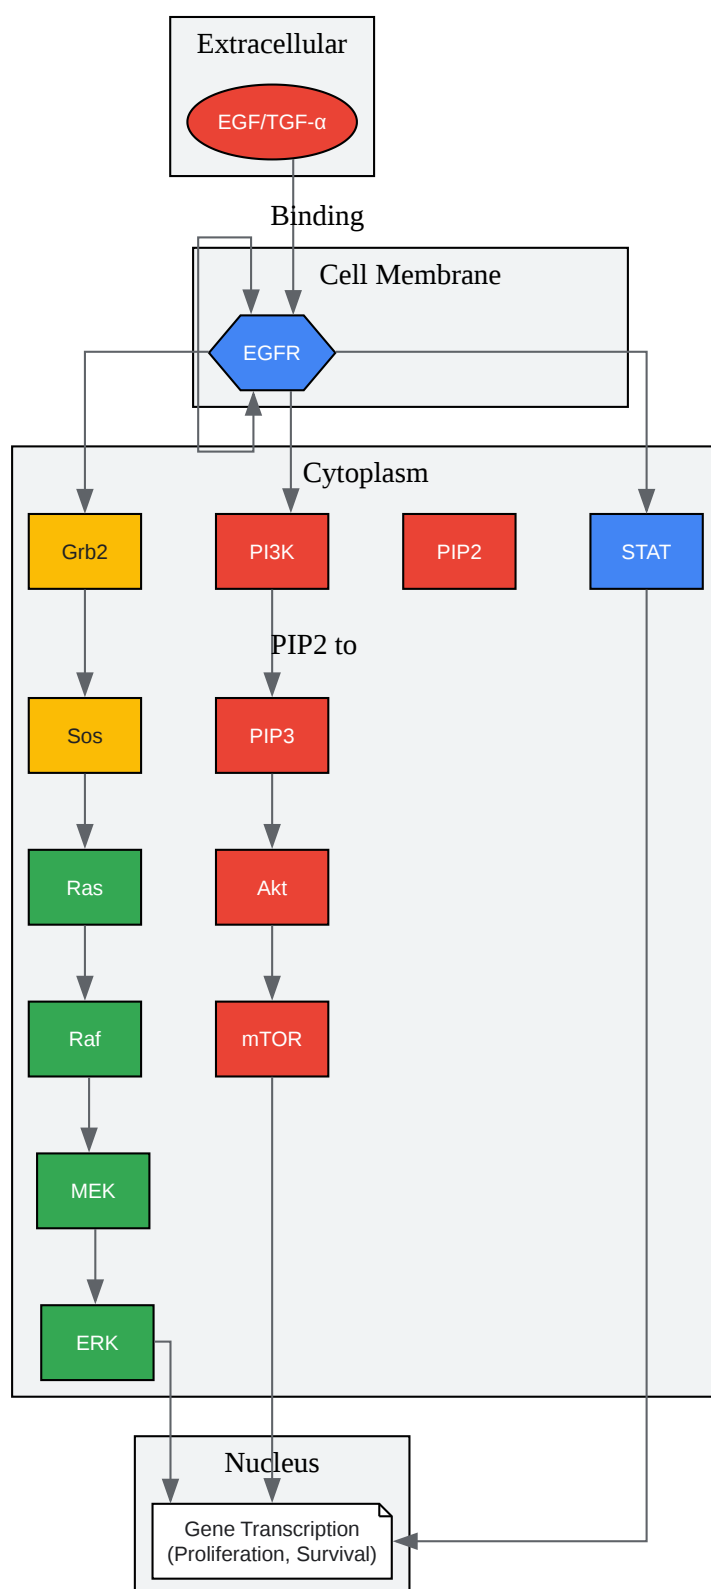 Extracellular
EGF/TGF-α
Binding
Cell Membrane
EGFR
Cytoplasm
Grb2
PI3K
PIP2
STAT
PIP2 to
Sos
PIP3
Ras
Akt
Raf
mTOR
MEK
ERK
Nucleus
Gene Transcription
(Proliferation, Survival)